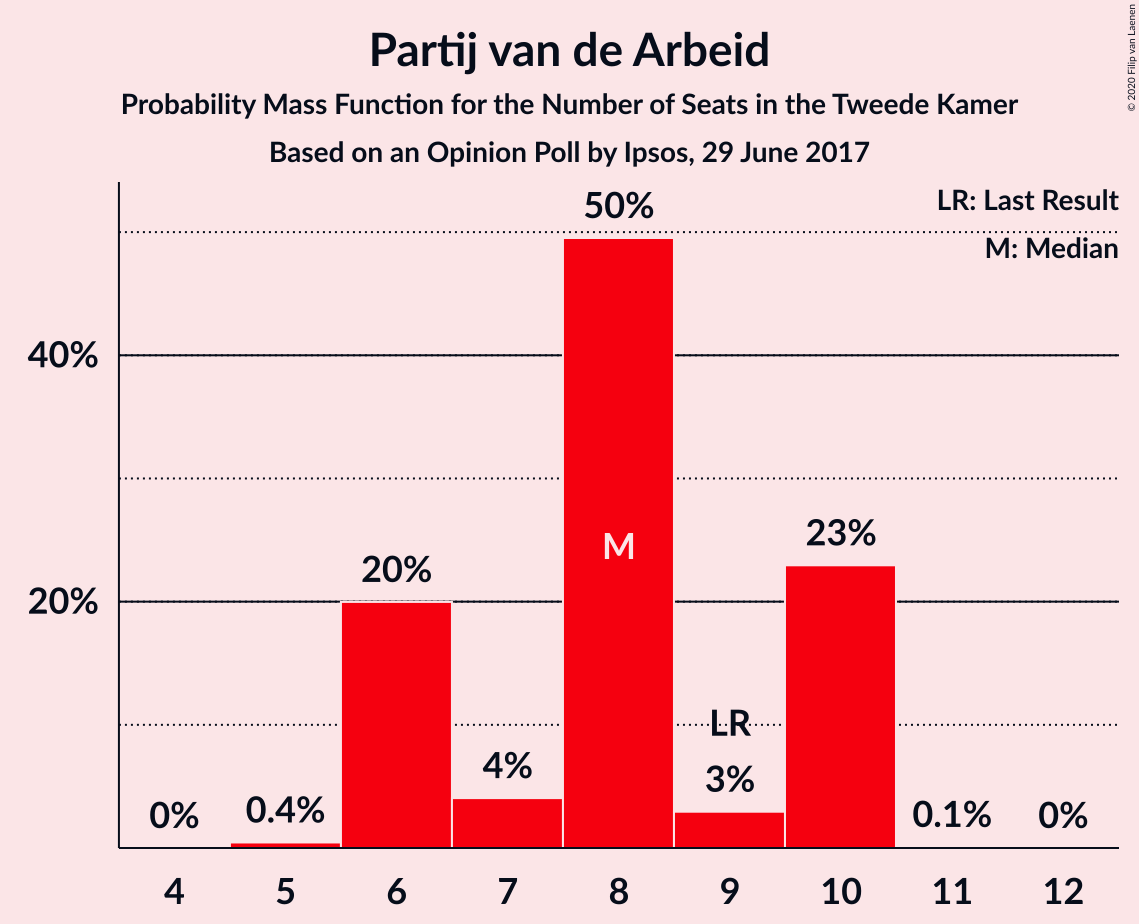 Partij van de Arbeid
Probability Mass Function for the Number of Seats in the Tweede Kamer
Based on an Opinion Poll by Ipsos, 29 June 2017
© 2020 Filip van Laenen
LR: Last Result
M: Median
50%
40%
M
23%
20%
20%
LR
4%
3%
0%
0.4%
0.1%
0%
4 5 6 7 8 9 10 11 12